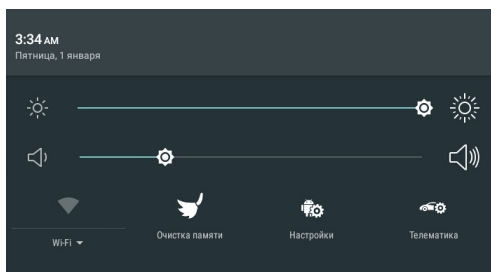 3:34 AM
Пятница, 1 января
Wi-Fi
Очистка памяти
Настройки
Телематика